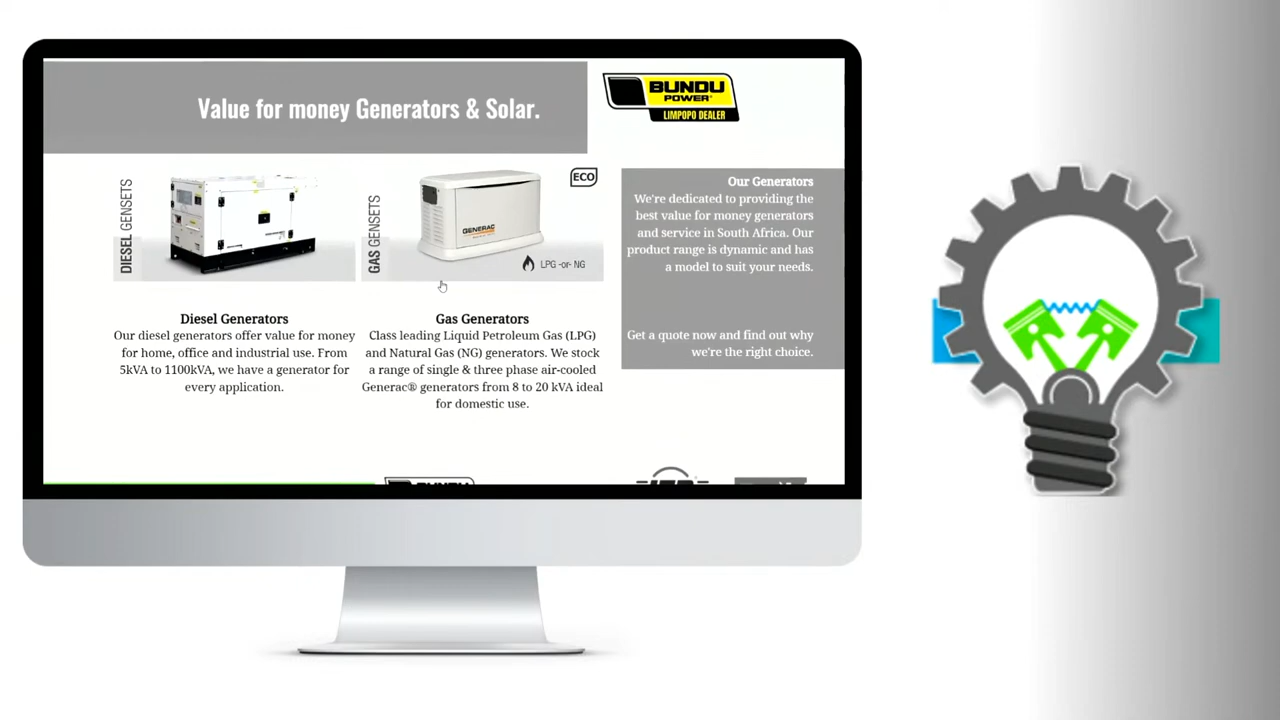 Value for money Generators & Solar.
BUNDU
POWER®
LIMPOPO DEALER
DIESEL GENSETS
GAS GENSETS
ECO
GENERAC
LPG -or- NG
Diesel Generators
Our diesel generators offer value for money
for home, office and industrial use. From
5kVA to 1100kVA, we have a generator for
every application.
Gas Generators
Class leading Liquid Petroleum Gas (LPG)
and Natural Gas (NG) generators. We stock
a range of single & three phase air-cooled
Generac® generators from 8 to 20 kVA ideal
for domestic use.
Our Generators
We're dedicated to providing the
best value for money generators
and service in South Africa. Our
product range is dynamic and has
a model to suit your needs.
Get a quote now and find out why
we're the right choice.
BUNDU